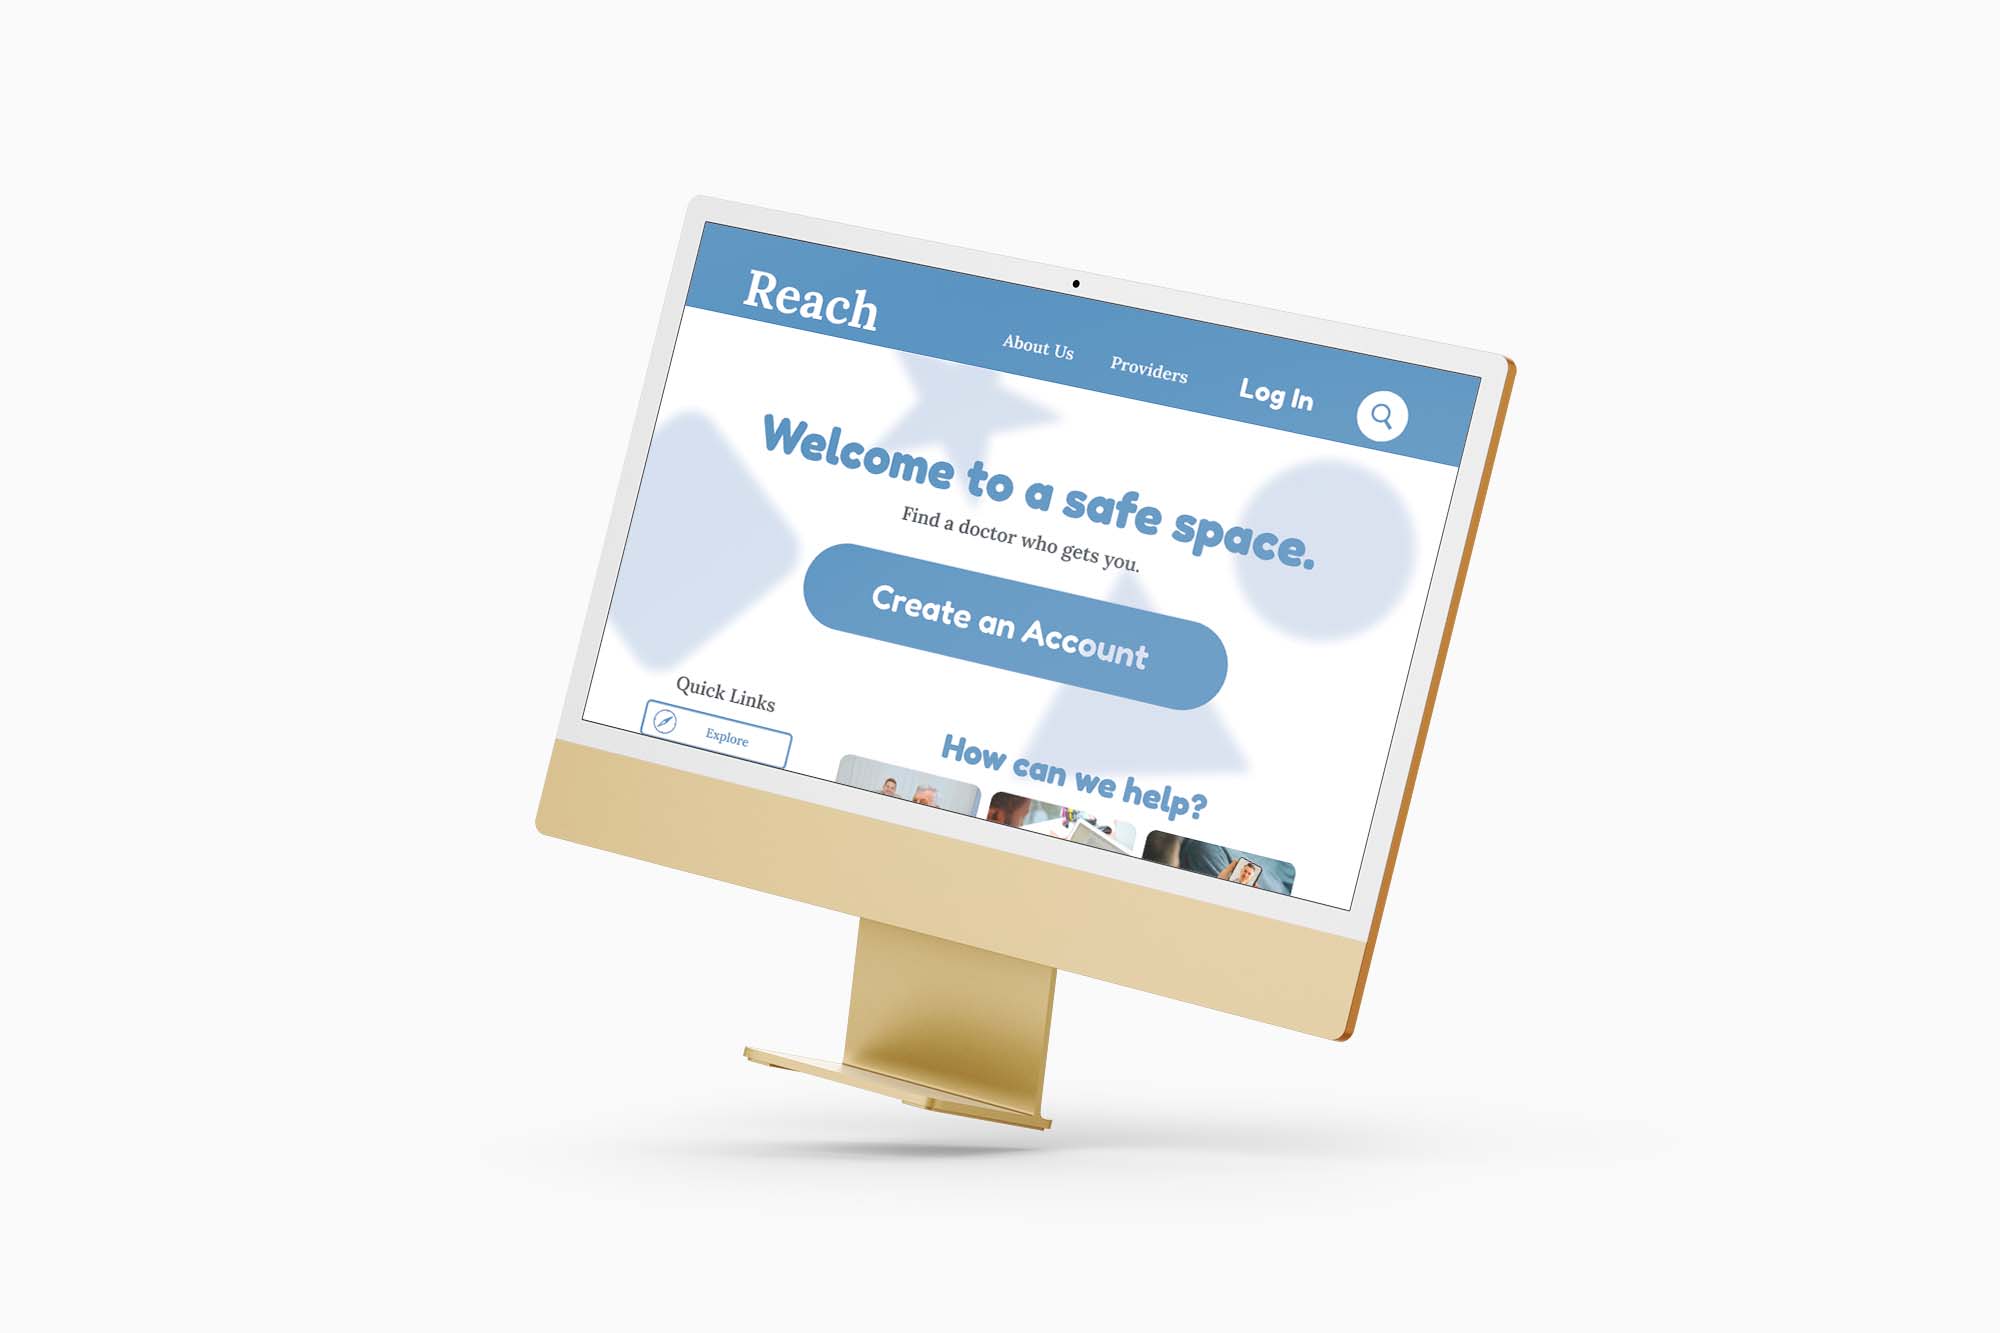 Reach
About Us
Providers
Log In
Welcome to a safe space.
Find a doctor who gets you.
Create an Account
Quick Links
Explore
How can we help?